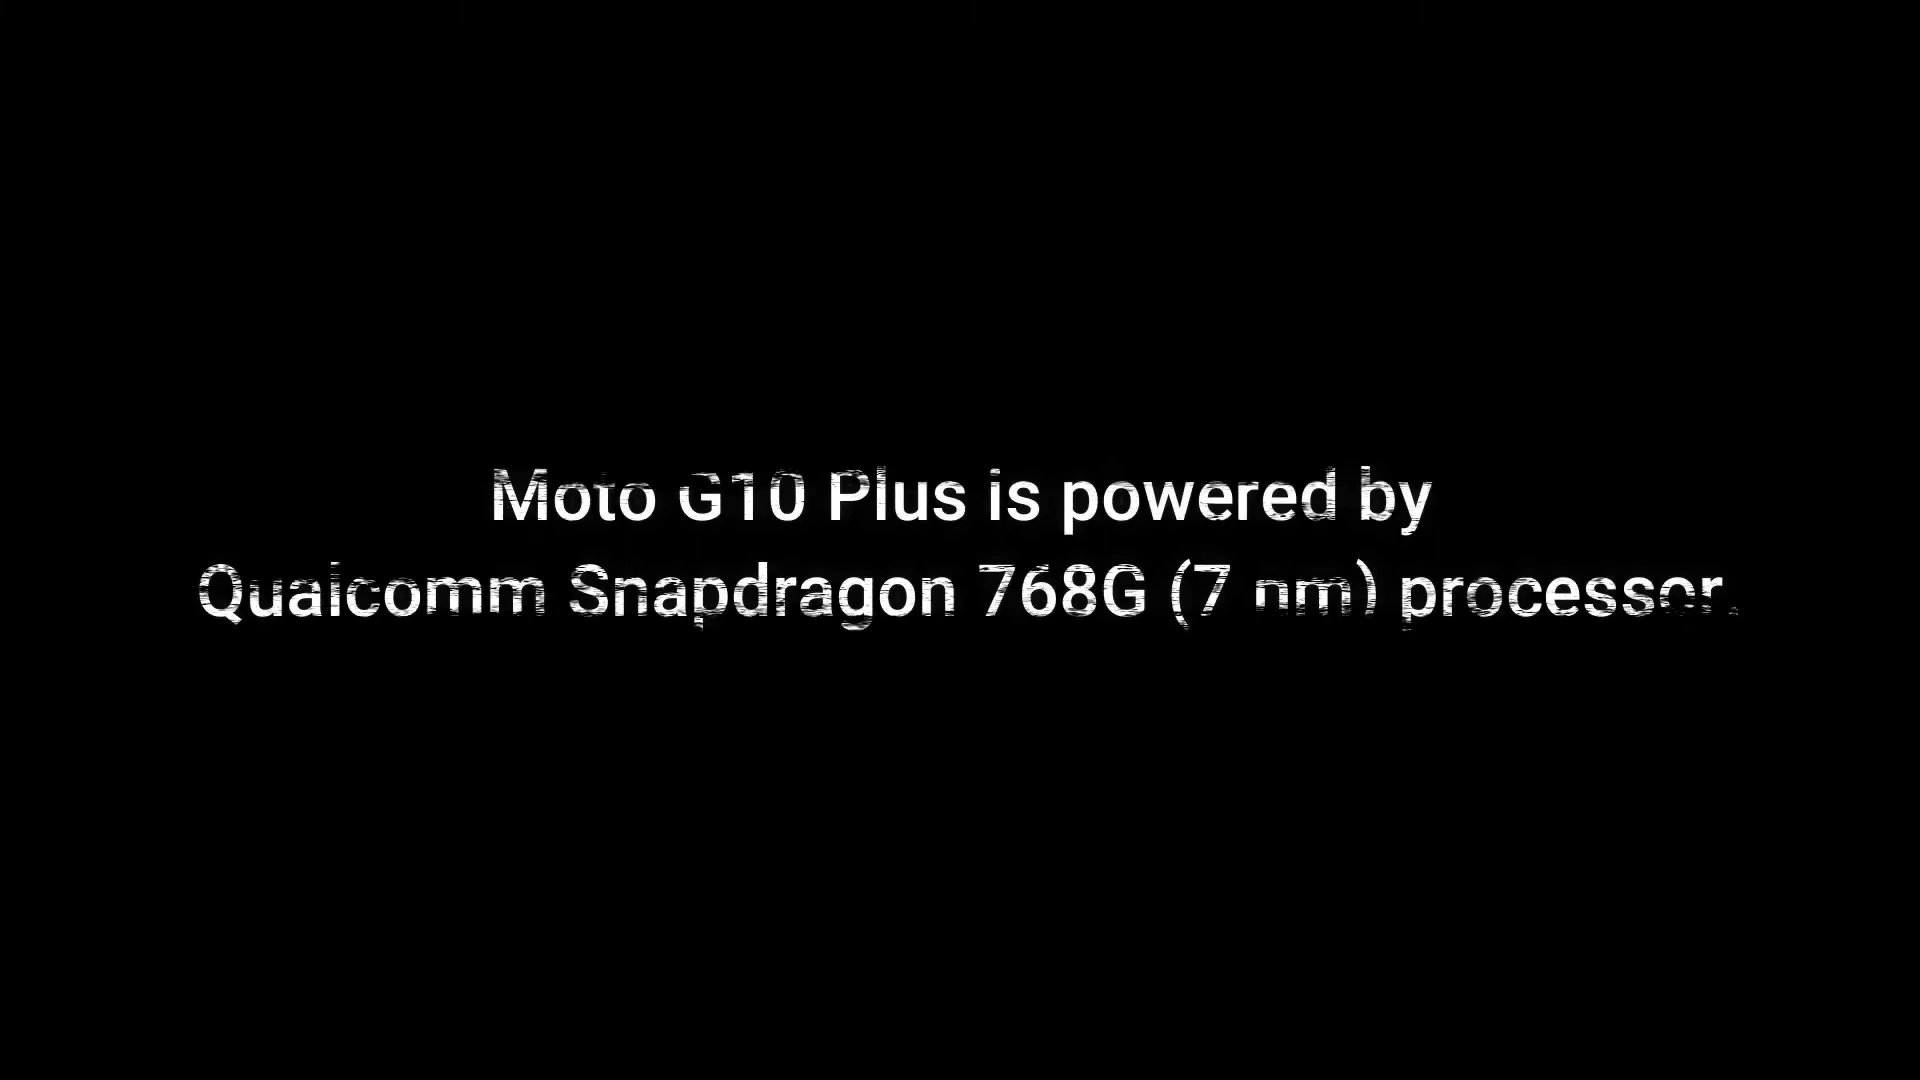 Moto G10 Plus is powered by
Qualcomm Snapdragon 768G (7 nm) processor.